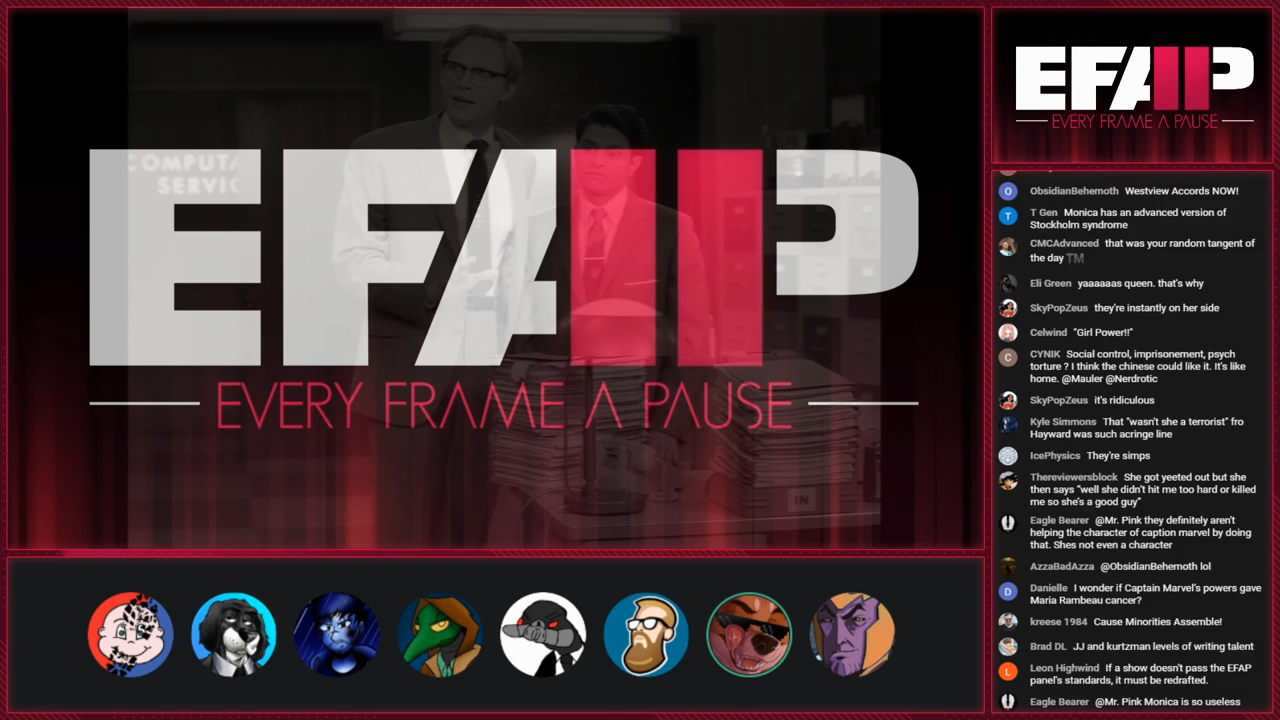 COMPUTA
SERVIC
EFAP
EVERY FRAME A PAUSE
IN
EFAP
EVERY FRAME A PAUSE
O ObsidianBehemoth Westview Accords NOW!
T T Gen Monica has an advanced version of
Stockholm syndrome
CMCAdvanced that was your random tangent of
the day TM
Eli Green yaaaaaas queen. that's why
SkyPopZeus they're instantly on her side
Celwind "Girl Power!!"
C CYNIK Social control, imprisonement, psych
torture ? I think the chinese could like it. It's like
home. @Mauler @Nerdrotic
SkyPopZeus it's ridiculous
Kyle Simmons That "wasn't she a terrorist" fro
Hayward was such acringe line
IcePhysics They're simps
Thereviewersblock She got yeeted out but she
then says "well she didn't hit me too hard or killed
me so she's a good guy"
Eagle Bearer @Mr. Pink they definitely aren't
helping the character of caption marvel by doing
that. Shes not even a character
AzzaBadAzza @ObsidianBehemoth lol
D Danielle I wonder if Captain Marvel's powers gave
Maria Rambeau cancer?
kreese 1984 Cause Minorities Assemble!
Brad DL JJ and kurtzman levels of writing talent
L Leon Highwind If a show doesn't pass the EFAP
panel's standards, it must be redrafted.
Eagle Bearer @Mr. Pink Monica is so useless